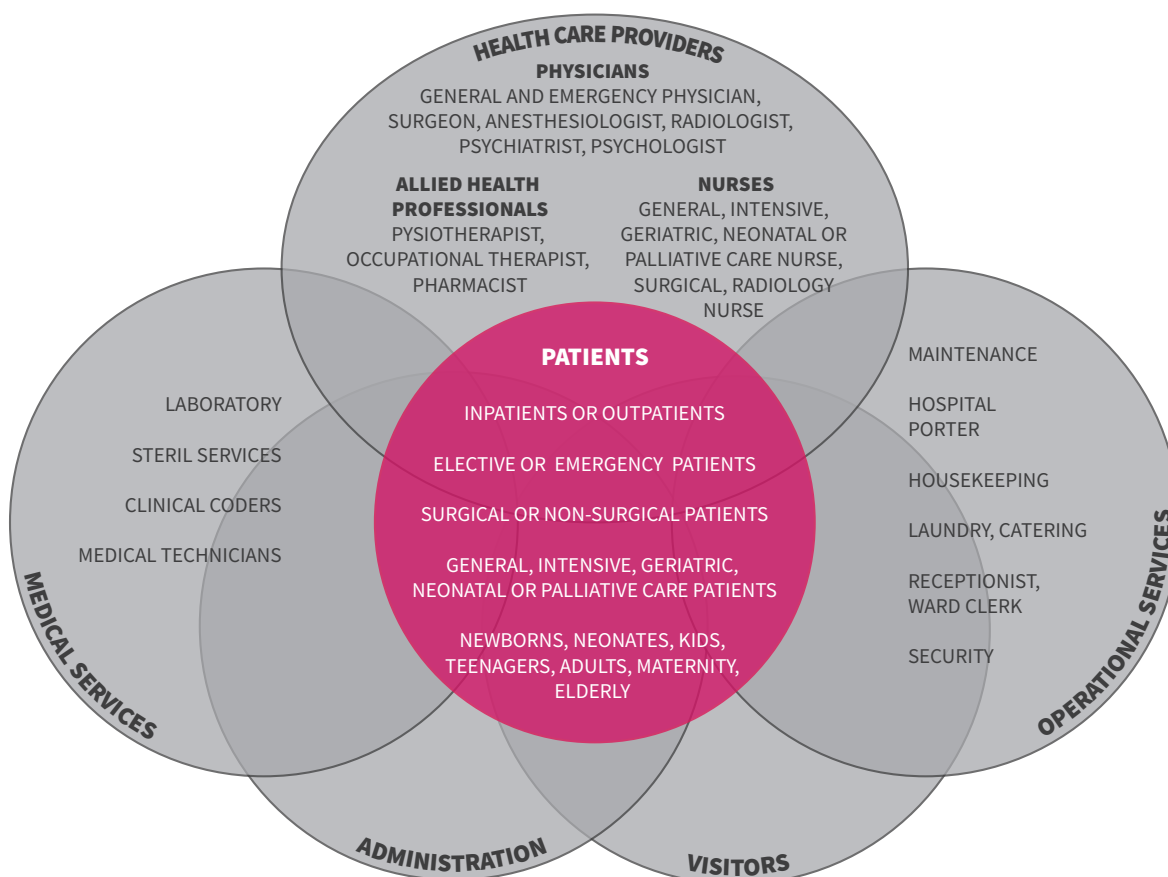 HEALTH CARE PROVIDERS
PHYSICIANS
GENERAL AND EMERGENCY PHYSICIAN,
SURGEON, ANESTHESIOLOGIST, RADIOLOGIST,
PSYCHIATRIST, PSYCHOLOGIST
ALLIED HEALTH
PROFESSIONALS
PYSIOTHERAPIST,
OCCUPATIONAL THERAPIST,
PHARMACIST
NURSES
GENERAL, INTENSIVE,
GERIATRIC, NEONATAL OR
PALLIATIVE CARE NURSE,
SURGICAL, RADIOLOGY
NURSE
LABORATORY
STERIL SERVICES
CLINICAL CODERS
MEDICAL TECHNICIANS
MEDICAL SERVICES
PATIENTS
INPATIENTS OR OUTPATIENTS
ELECTIVE OR EMERGENCY PATIENTS
SURGICAL OR NON-SURGICAL PATIENTS
GENERAL, INTENSIVE, GERIATRIC,
NEONATAL OR PALLIATIVE CARE PATIENTS
NEWBORNS, NEONATES, KIDS,
TEENAGERS, ADULTS, MATERNITY,
ELDERLY
MAINTENANCE
HOSPITAL
PORTER
HOUSEKEEPING
LAUNDRY, CATERING
RECEPTIONIST,
WARD CLERK
SECURITY
OPERATIONAL SERVICES
ADMINISTRATION
VISITORS